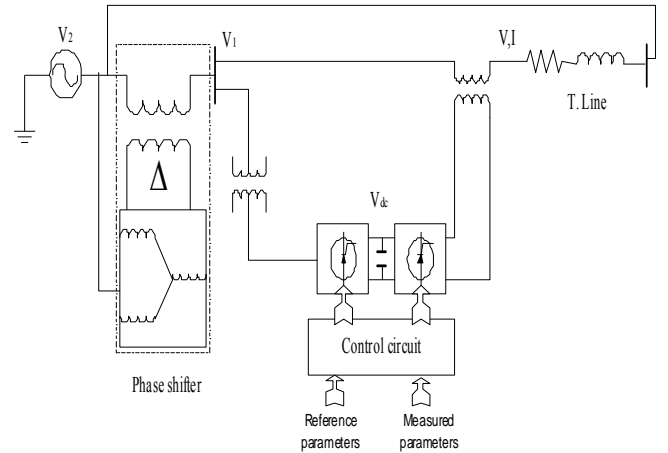 V₂
V₁
V,I
T. Line
Δ
Vdc
Control circuit
Phase shifter
Reference
parameters
Measured
parameters